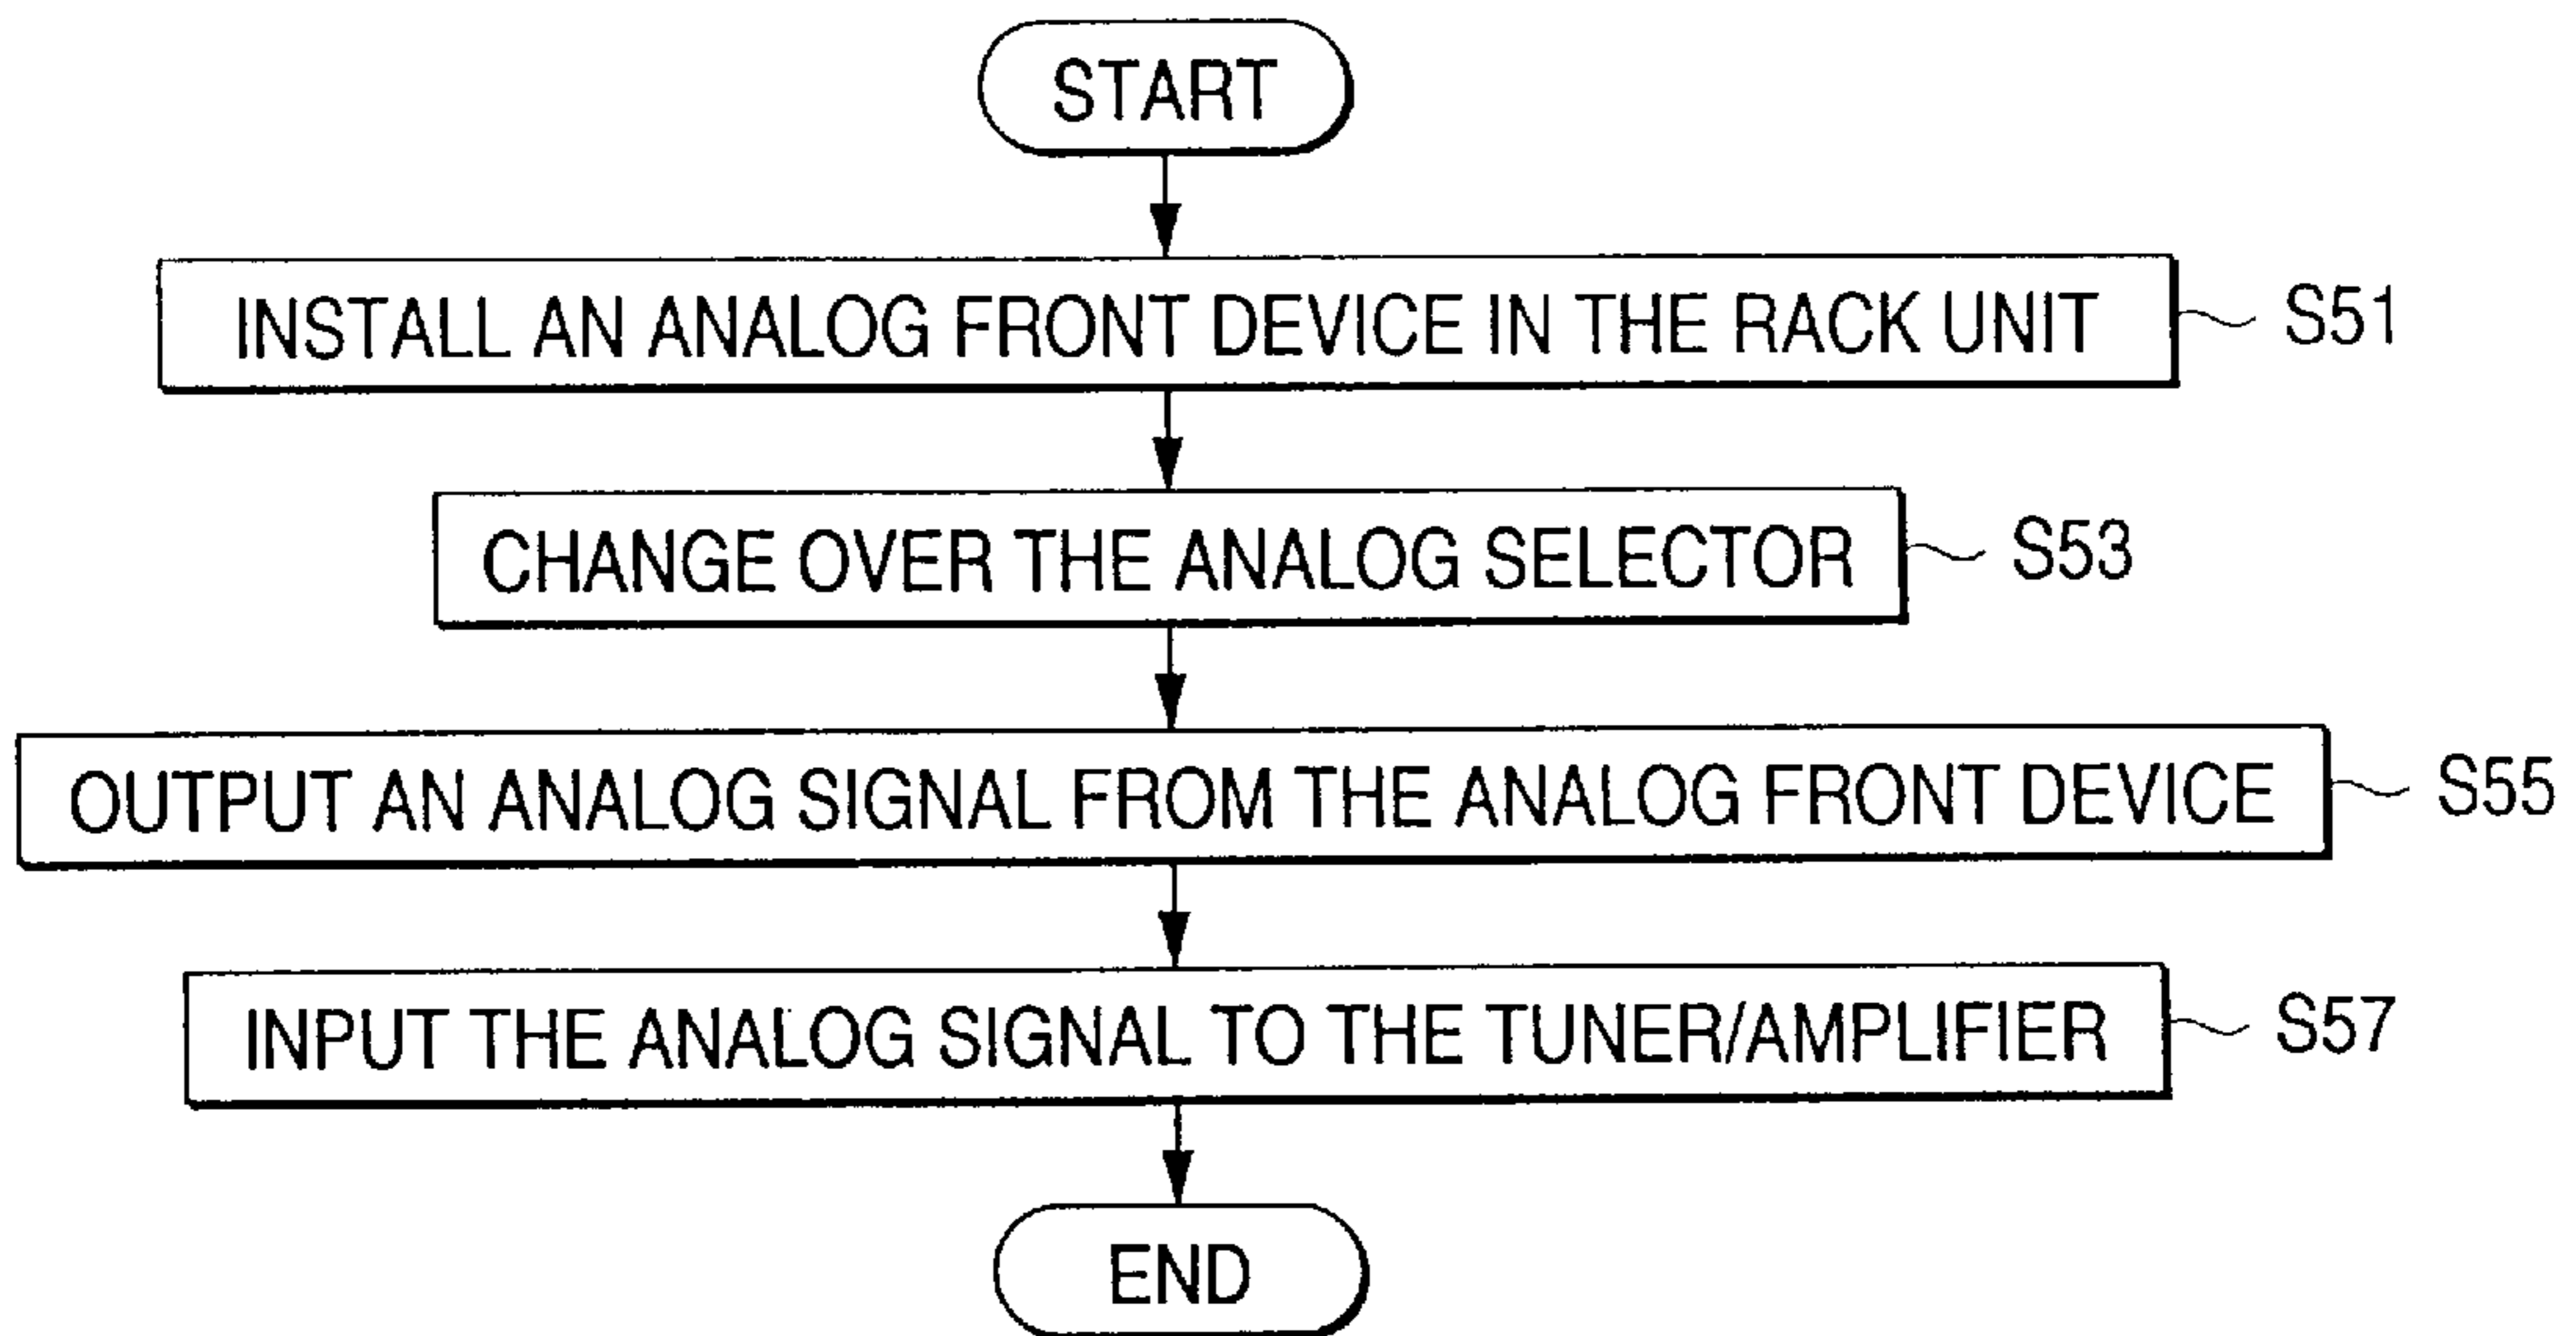 START
INSTALL AN ANALOG FRONT DEVICE IN THE RACK UNIT S51
CHANGE OVER THE ANALOG SELECTOR S53
OUTPUT AN ANALOG SIGNAL FROM THE ANALOG FRONT DEVICE S55
INPUT THE ANALOG SIGNAL TO THE TUNER/AMPLIFIER S57
END